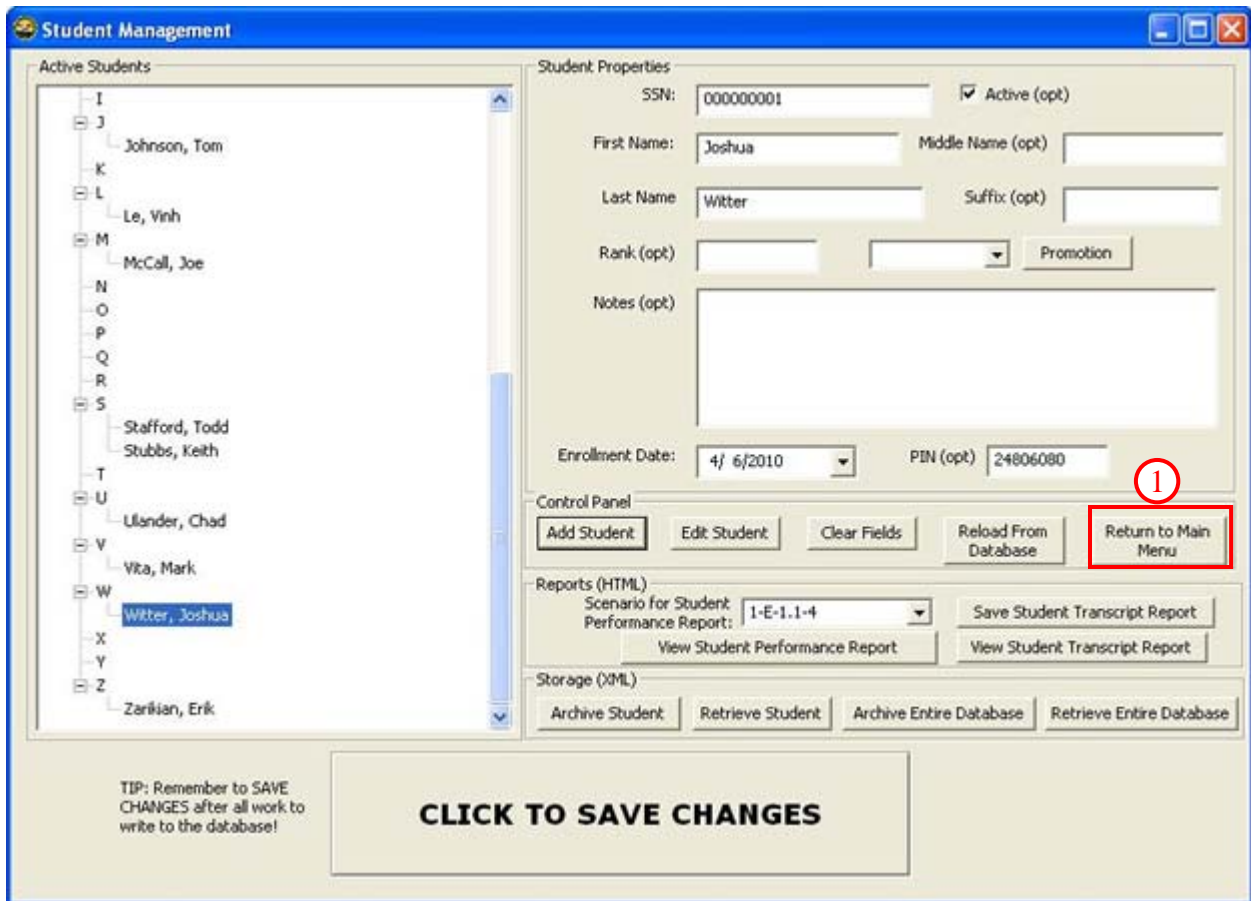 Student Management
Active Students
I
J
Johnson, Tom
K
L
Le, Vinh
M
McCall, Joe
N
O
P
Q
R
S
Stafford, Todd
Stubbs, Keith
T
U
Ulander, Chad
V
Vita, Mark
W
Witter, Joshua
X
Y
Z
Zarikian, Erik
Student Properties
SSN: 000000001 Active (opt)
First Name: Joshua Middle Name (opt)
Last Name Witter Suffix (opt)
Rank (opt) Promotion
Notes (opt)
Enrollment Date: 4/ 6/2010 PIN (opt) 24806080
1
Control Panel
Add Student Edit Student Clear Fields Reload From
Database Return to Main
Menu
Reports (HTML)
Scenario for Student
Performance Report: 1-E-1.1-4 Save Student Transcript Report
View Student Performance Report View Student Transcript Report
Storage (XML)
Archive Student Retrieve Student Archive Entire Database Retrieve Entire Database
TIP: Remember to SAVE
CHANGES after all work to
write to the database!
CLICK TO SAVE CHANGES